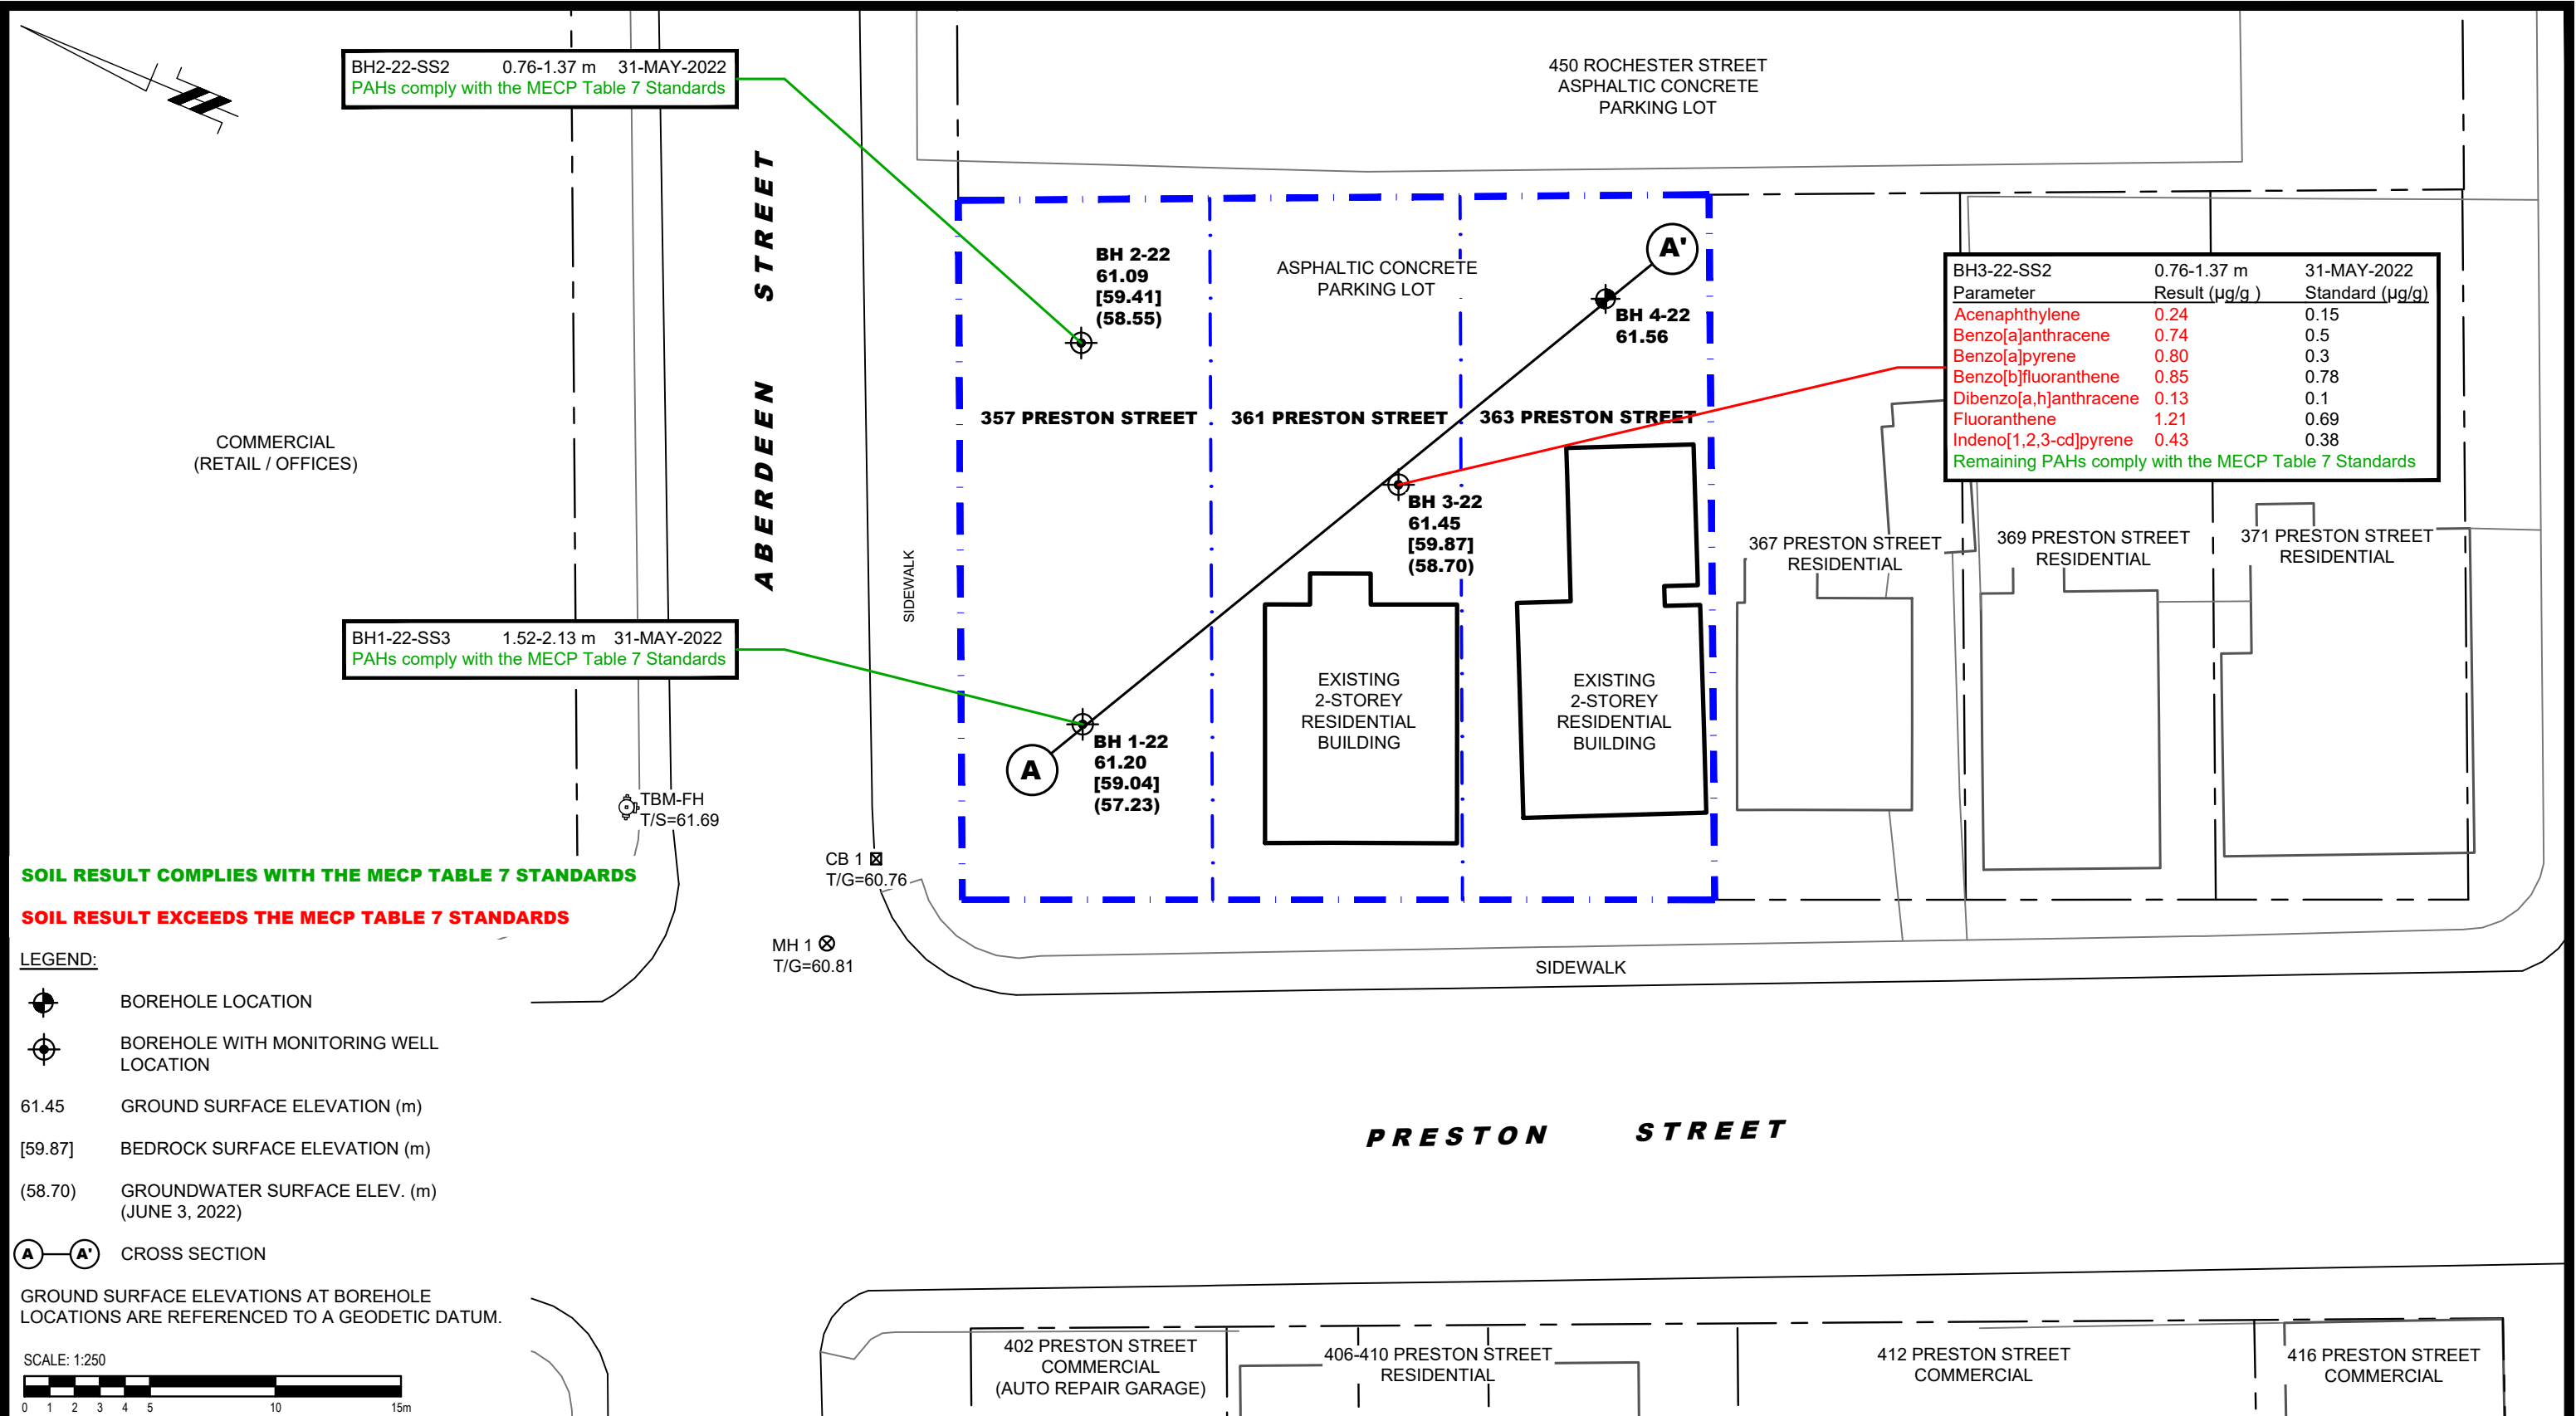 BH2-22-SS2 0.76-1.37 m 31-MAY-2022
PAHs comply with the MECP Table 7 Standards
450 ROCHESTER STREET
ASPHALTIC CONCRETE
PARKING LOT
ABERDEEN STREET
SIDEWALK
COMMERCIAL
(RETAIL / OFFICES)
BH 2-22
61.09
[59.41]
(58.55)
ASPHALTIC CONCRETE
PARKING LOT
A'
BH 4-22
61.56
357 PRESTON STREET
361 PRESTON STREET
363 PRESTON STREET
BH3-22-SS2 0.76-1.37 m 31-MAY-2022
Parameter Result (µg/g ) Standard (µg/g)
Acenaphthylene 0.24 0.15
Benzo[a]anthracene 0.74 0.5
Benzo[a]pyrene 0.80 0.3
Benzo[b]fluoranthene 0.85 0.78
Dibenzo[a,h]anthracene 0.13 0.1
Fluoranthene 1.21 0.69
Indeno[1,2,3-cd]pyrene 0.43 0.38
Remaining PAHs comply with the MECP Table 7 Standards
BH 3-22
61.45
[59.87]
(58.70)
367 PRESTON STREET
RESIDENTIAL
369 PRESTON STREET
RESIDENTIAL
371 PRESTON STREET
RESIDENTIAL
BH1-22-SS3 1.52-2.13 m 31-MAY-2022
PAHs comply with the MECP Table 7 Standards
EXISTING
2-STOREY
RESIDENTIAL
BUILDING
EXISTING
2-STOREY
RESIDENTIAL
BUILDING
BH 1-22
61.20
[59.04]
(57.23)
A
TBM-FH
T/S=61.69
CB 1
T/G=60.76
MH 1
T/G=60.81
SIDEWALK
PRESTON STREET
SOIL RESULT COMPLIES WITH THE MECP TABLE 7 STANDARDS
SOIL RESULT EXCEEDS THE MECP TABLE 7 STANDARDS
LEGEND:
BOREHOLE LOCATION
BOREHOLE WITH MONITORING WELL
LOCATION
61.45 GROUND SURFACE ELEVATION (m)
[59.87] BEDROCK SURFACE ELEVATION (m)
(58.70) GROUNDWATER SURFACE ELEV. (m)
(JUNE 3, 2022)
A A' CROSS SECTION
GROUND SURFACE ELEVATIONS AT BOREHOLE
LOCATIONS ARE REFERENCED TO A GEODETIC DATUM.
SCALE: 1:250
0 1 2 3 4 5 10 15m
402 PRESTON STREET
COMMERCIAL
(AUTO REPAIR GARAGE)
406-410 PRESTON STREET
RESIDENTIAL
412 PRESTON STREET
COMMERCIAL
416 PRESTON STREET
COMMERCIAL